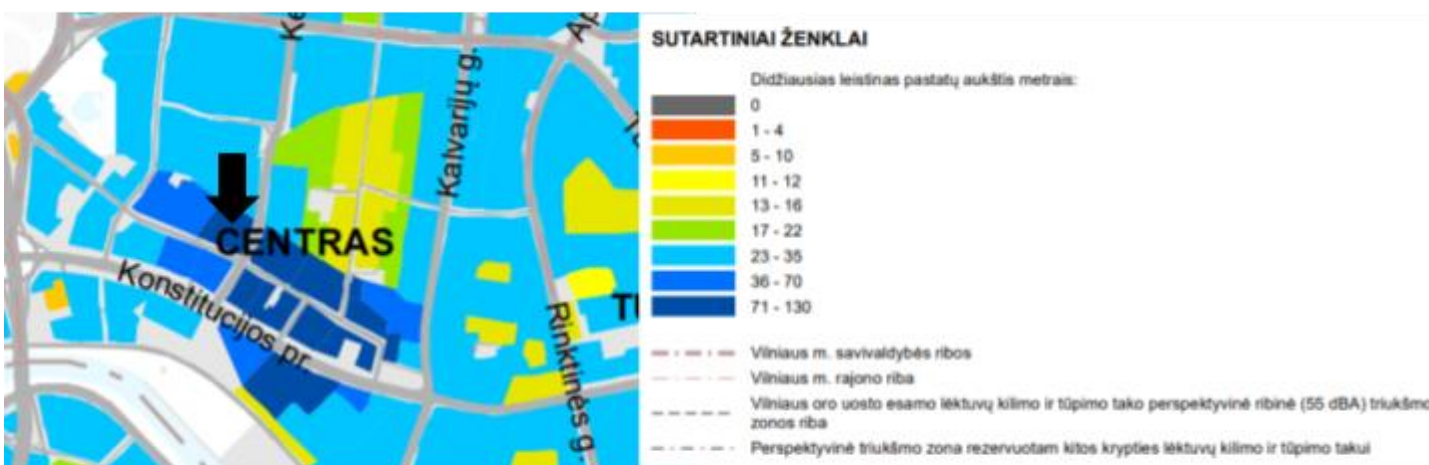 Ke
Kalvarijų g.
CENTRAS
Konstitucijos pr.
Rinktinės g.
SUTARTINIAI ŽENKLAI
Didžiausias leistinas pastatų aukštis metrais:
0
1 - 4
5 - 10
11 - 12
13 - 16
17 - 22
23 - 35
36 - 70
71 - 130
Vilniaus m. savivaldybės ribos
Vilniaus m. rajono riba
Vilniaus oro uosto esamo lėktuvų kilimo ir tūpimo tako perspektyvinė ribinė (55 dBA) triukšmo
zonos riba
Perspektyvinė triukšmo zona rezervuotam kitos krypties lėktuvų kilimo ir tūpimo takui